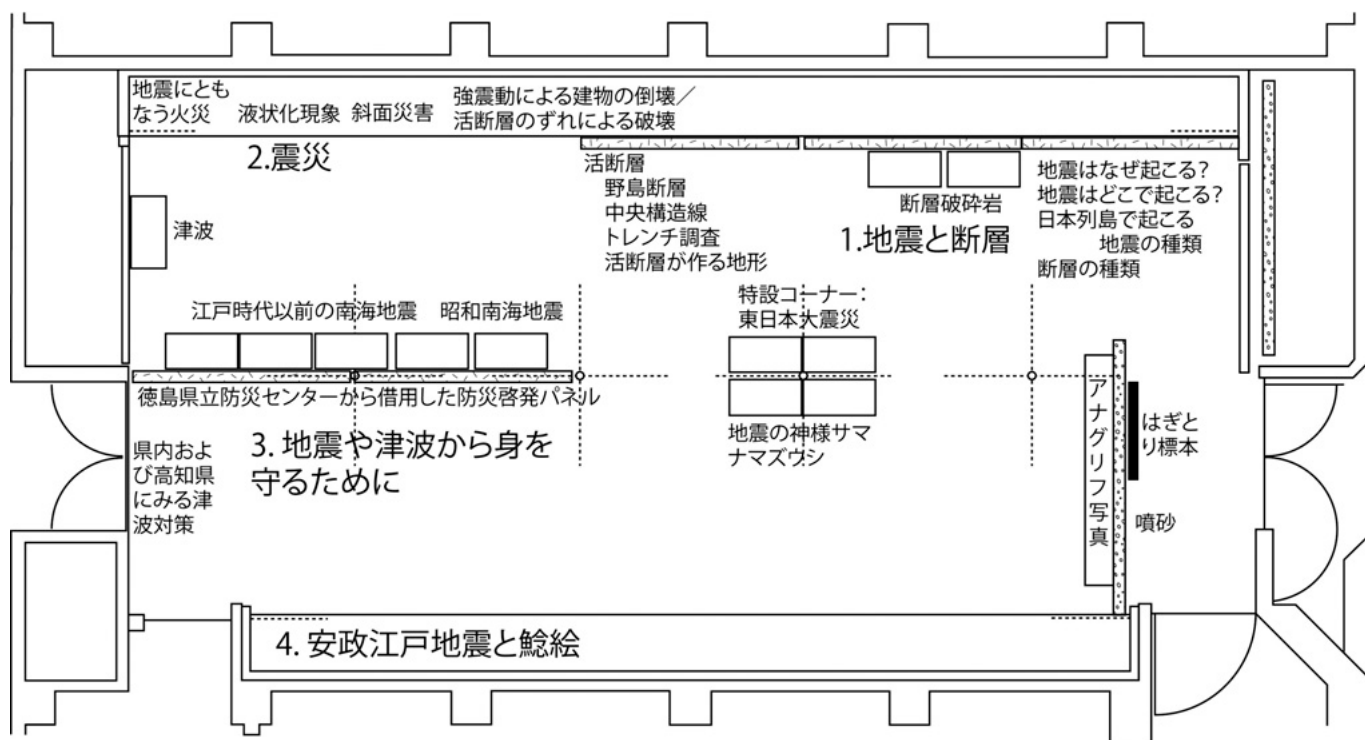 地震にとも
なう火災
液状化現象
斜面災害
強震動による建物の倒壊／
活断層のずれによる破壊
2.震災
活断層
野島断層
中央構造線
トレンチ調査
活断層が作る地形
断層破砕岩
1.地震と断層
地震はなぜ起こる?
地震はどこで起こる?
日本列島で起こる
地震の種類
断層の種類
津波
江戸時代以前の南海地震
昭和南海地震
特設コーナー：
東日本大震災
徳島県立防災センターから借用した防災啓発パネル
地震の神様サマ
ナマズウシ
アナグリフ写真
はぎと
り標本
噴砂
県内およ
び高知県
にみる津
波対策
3. 地震や津波から身を
守るために
4. 安政江戸地震と鯰絵